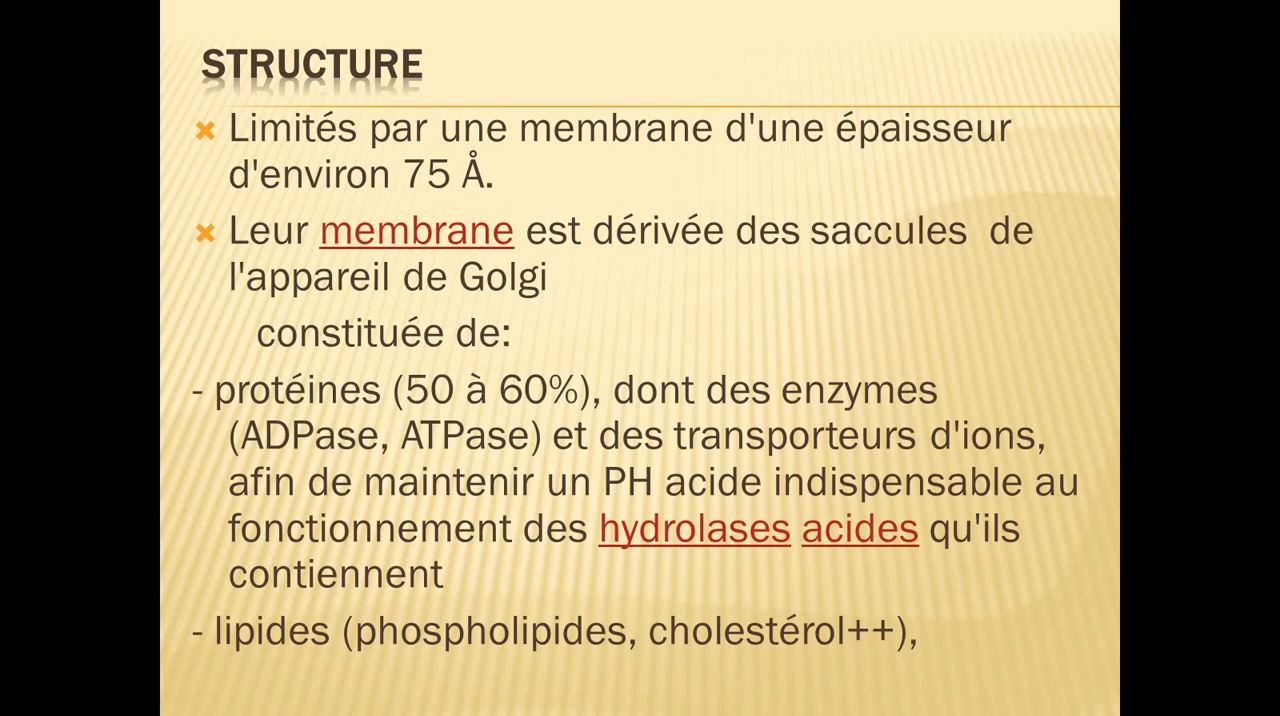 STRUCTURE
Limités par une membrane d'une épaisseur
d'environ 75 Å.
Leur membrane est dérivée des saccules  de
l'appareil de Golgi
constituée de:
- protéines (50 à 60%), dont des enzymes
(ADPase, ATPase) et des transporteurs d'ions,
afin de maintenir un PH acide indispensable au
fonctionnement des hydrolases acides qu'ils
contiennent
- lipides (phospholipides, cholestérol++),